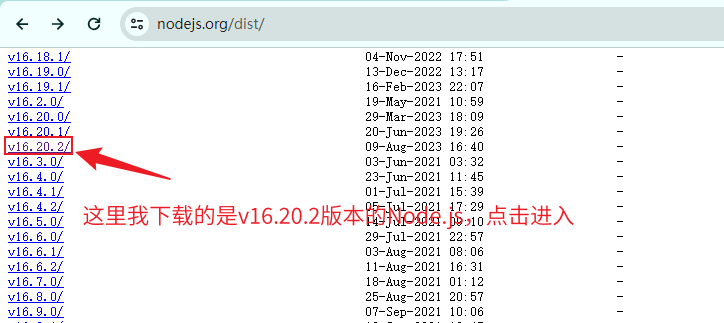 nodejs.org/dist/
v16.18.1/ 04-Nov-2022 17:51 -
v16.19.0/ 13-Dec-2022 13:17 -
v16.19.1/ 16-Feb-2023 22:07 -
v16.2.0/ 19-May-2021 10:59 -
v16.20.0/ 29-Mar-2023 18:09 -
v16.20.1/ 20-Jun-2023 19:26 -
v16.20.2/ 09-Aug-2023 16:40 -
v16.3.0/ 03-Jun-2021 03:32 -
v16.4.0/ 23-Jun-2021 11:45 -
v16.4.1/ 01-Jul-2021 15:39 -
v16.4.2/ 05-Jul-2021 17:29 -
这里我下载的是v16.20.2版本的Node.js，点击进入
v16.5.0/ 14-Jul-2021 -
v16.6.0/ 29-Jul-2021 22:57 -
v16.6.1/ 03-Aug-2021 08:06 -
v16.6.2/ 11-Aug-2021 16:31 -
v16.7.0/ 18-Aug-2021 01:12 -
v16.8.0/ 25-Aug-2021 20:57 -
v16.9.0/ 07-Sep-2021 10:06 -